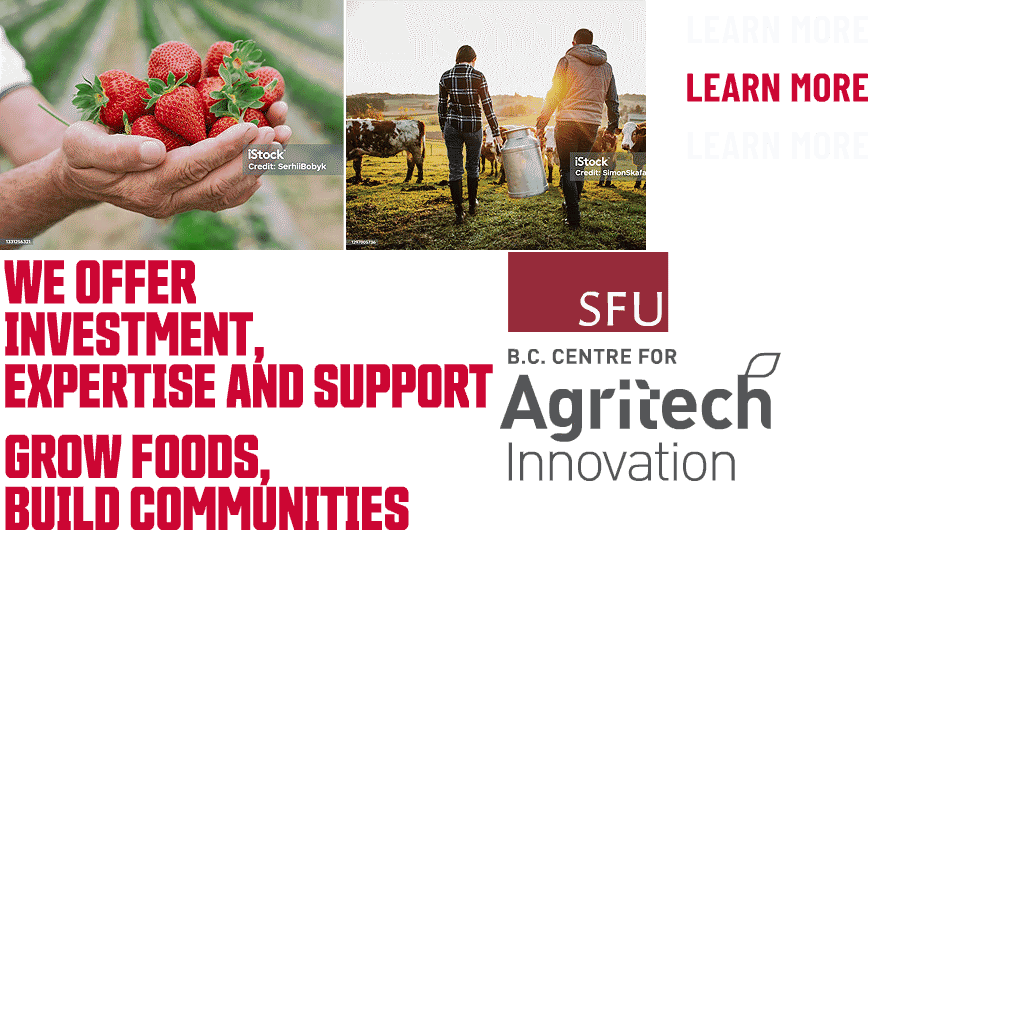 LEARN MORE
LEARN MORE
LEARN MORE
iStock
Credit: SerhiiBobyk
1331256321
iStock
Credit: SimonSkafa
1297005736
WE OFFER
INVESTMENT,
EXPERTISE AND SUPPORT
GROW FOODS,
BUILD COMMUNITIES
SFU
B.C. CENTRE FOR
Agritech
Innovation